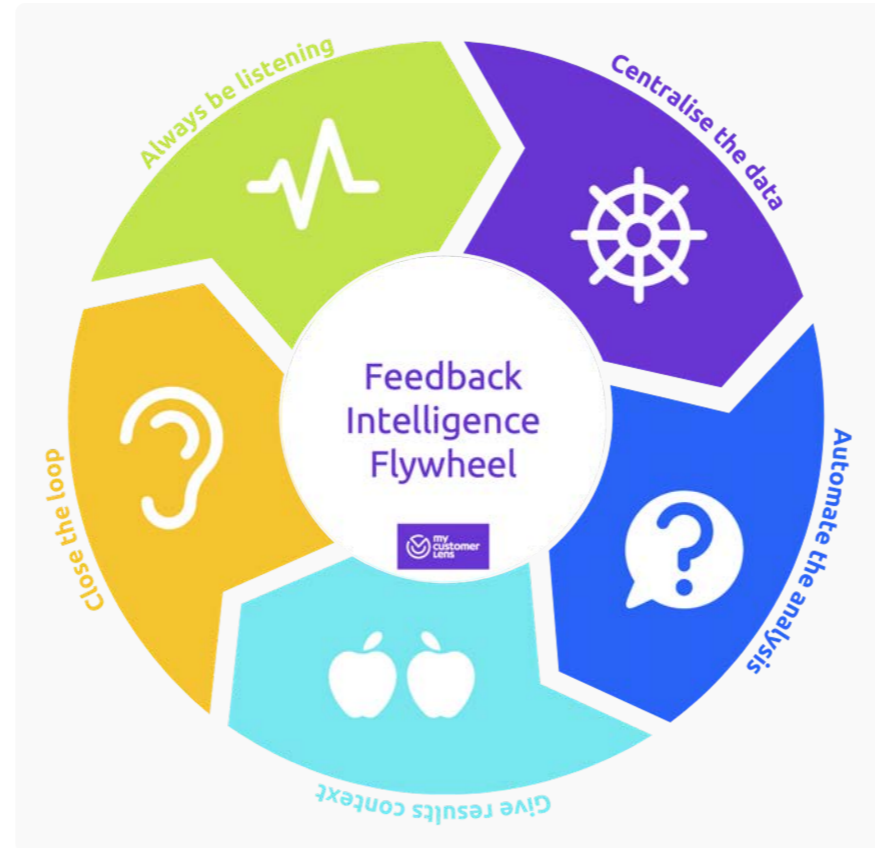 Always be listening
Centralise the data
Automate the analysis
Give results context
Close the loop
Feedback
Intelligence
Flywheel
my
customer
Lens
?